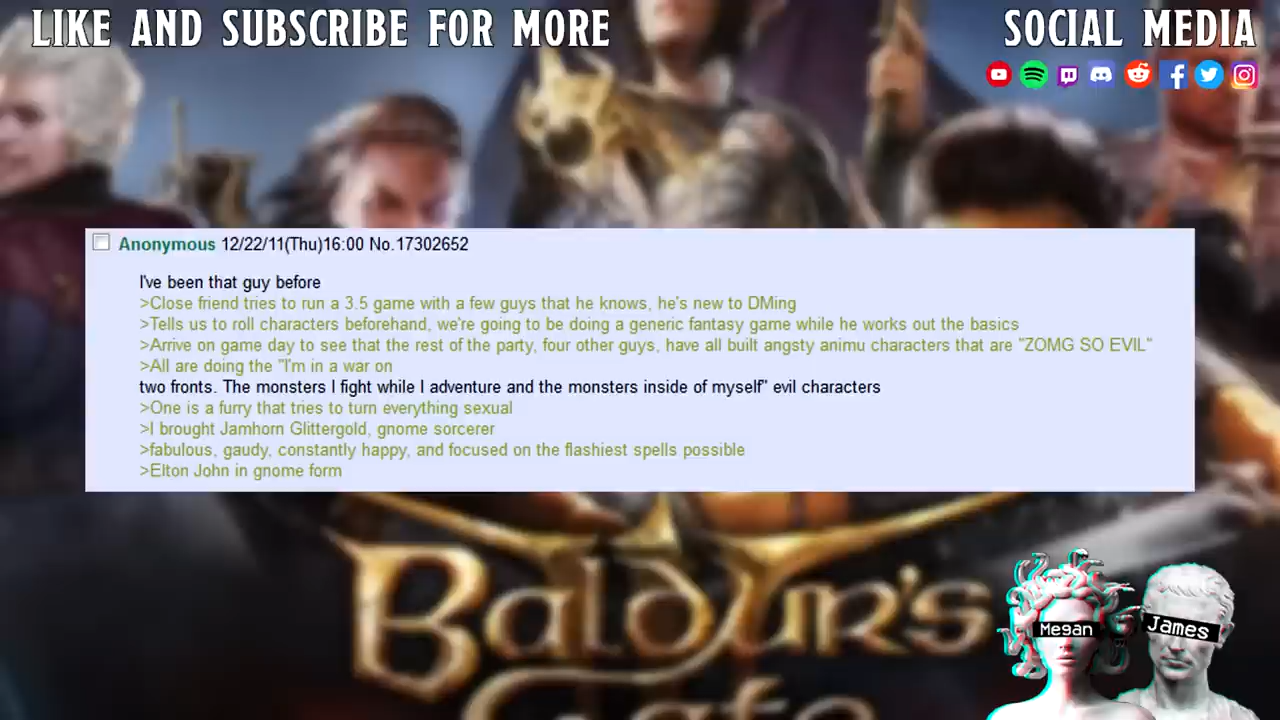 LIKE AND SUBSCRIBE FOR MORE
SOCIAL MEDIA
Anonymous 12/22/11(Thu)16:00 No.17302652
I've been that guy before
>Close friend tries to run a 3.5 game with a few guys that he knows, he's new to DMing
>Tells us to roll characters beforehand, we're going to be doing a generic fantasy game while he works out the basics
>Arrive on game day to see that the rest of the party, four other guys, have all built angsty animu characters that are "ZOMG SO EVIL"
>All are doing the "I'm in a war on
two fronts. The monsters I fight while I adventure and the monsters inside of myself" evil characters
>One is a furry that tries to turn everything sexual
>I brought Jamhorn Glittergold, gnome sorcerer
>fabulous, gaudy, constantly happy, and focused on the flashiest spells possible
>Elton John in gnome form
Baldur's
Gate
Megan
James